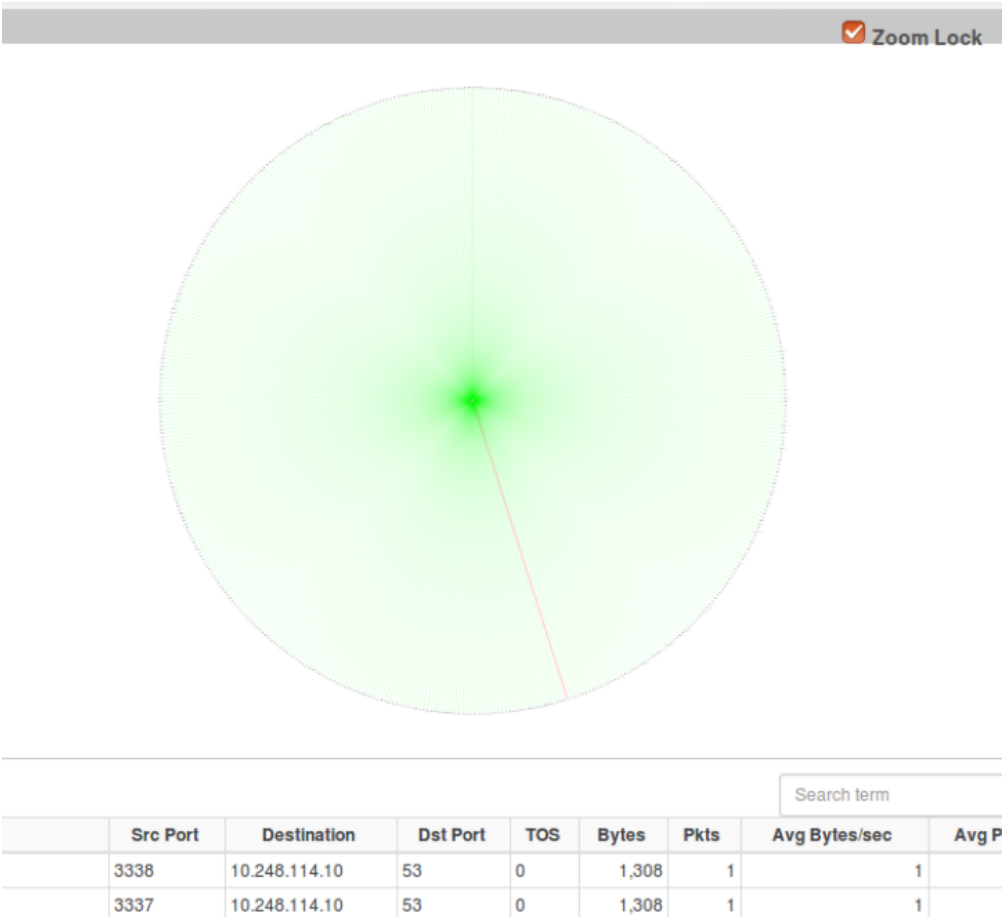 Zoom Lock
Search term
Src Port Destination Dst Port TOS Bytes Pkts Avg Bytes/sec Avg P
3338 10.248.114.10 53 0 1,308 1 1
3337 10.248.114.10 53 0 1,308 1 1